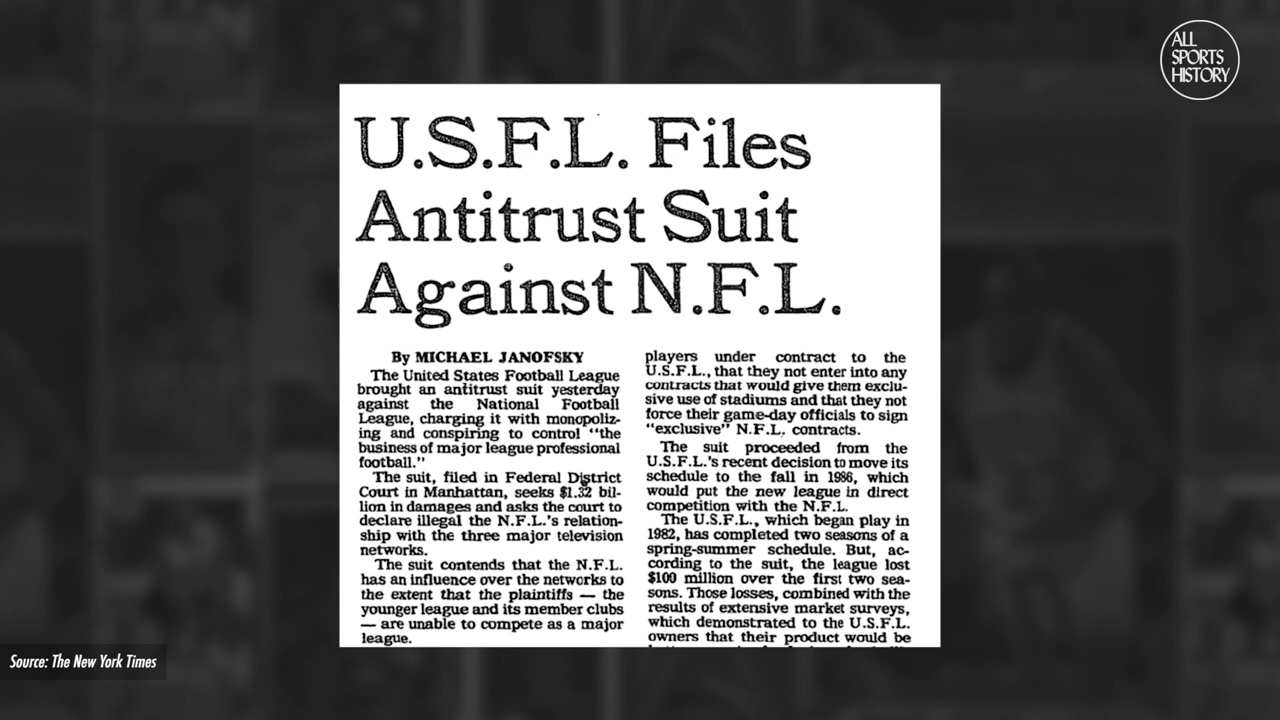 ALL
SPORTS
HISTORY
U.S.F.L. Files
Antitrust Suit
Against N.F.L.
By MICHAEL JANOFSKY
The United States Football League
brought an antitrust suit yesterday
against the National Football
League, charging it with monopoliz-
ing and conspiring to control “the
business of major league professional
football.”
The suit, filed in Federal District
Court in Manhattan, seeks $1.32 bil-
lion in damages and asks the court to
declare illegal the N.F.L.’s relation-
ship with the three major television
networks.
The suit contends that the N.F.L.
has an influence over the networks to
the extent that the plaintiffs — the
younger league and its member clubs
— are unable to compete as a major
league.
players under contract to the
U.S.F.L., that they not enter into any
contracts that would give them exclu-
sive use of stadiums and that they not
force their game-day officials to sign
“exclusive” N.F.L. contracts.
The suit proceeded from the
U.S.F.L.’s recent decision to move its
schedule to the fall in 1986, which
would put the new league in direct
competition with the N.F.L.
The U.S.F.L., which began play in
1982, has completed two seasons of a
spring-summer schedule. But, ac-
cording to the suit, the league lost
$100 million over the first two sea-
sons. Those losses, combined with the
results of extensive market surveys,
which demonstrated to the U.S.F.L.
owners that their product would be
Source: The New York Times